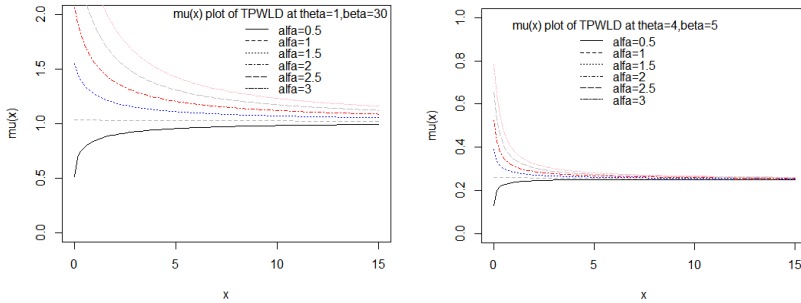 mu(x) plot of TPWLD at theta=1,beta=30
alfa=0.5
alfa=1
alfa=1.5
alfa=2
alfa=2.5
alfa=3
mu(x)
2.0
1.5
1.0
0.5
0.0
0 5 10 15
x
mu(x) plot of TPWLD at theta=4,beta=5
alfa=0.5
alfa=1
alfa=1.5
alfa=2
alfa=2.5
alfa=3
mu(x)
1.0
0.8
0.6
0.4
0.2
0.0
0 5 10 15
x